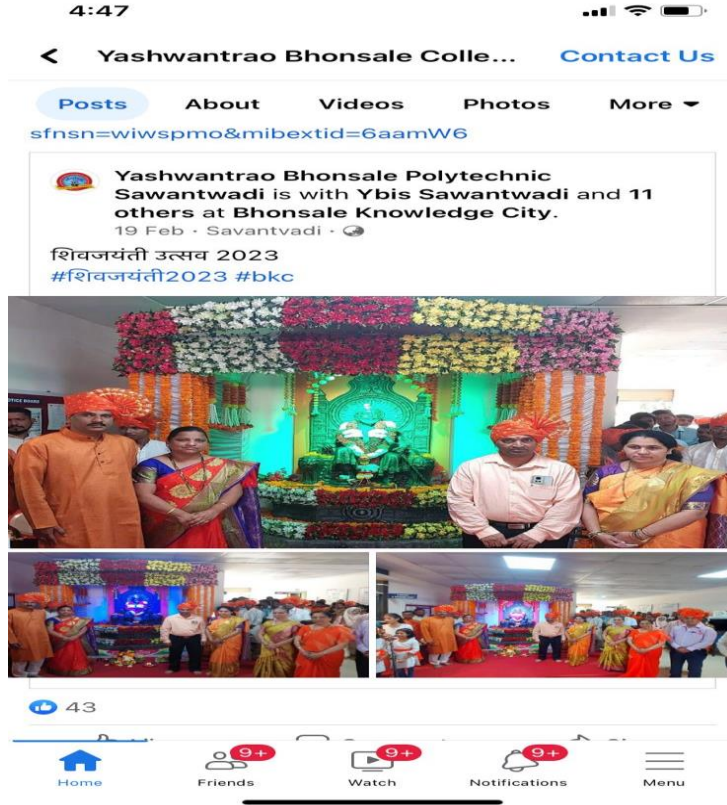 4:47
Yashwantrao Bhonsale Colle... Contact Us
Posts About Videos Photos More
sfnsn=wiwspmo&mibextid=6aamW6
Yashwantrao Bhonsale Polytechnic
Sawantwadi is with Ybis Sawantwadi and 11
others at Bhonsale Knowledge City.
19 Feb · Savantvadi ·
शिवजयंती उत्सव 2023
#शिवजयंती2023 #bkc
NOTICE BOARD
43
9+ 9+ 9+
Home Friends Watch Notifications Menu